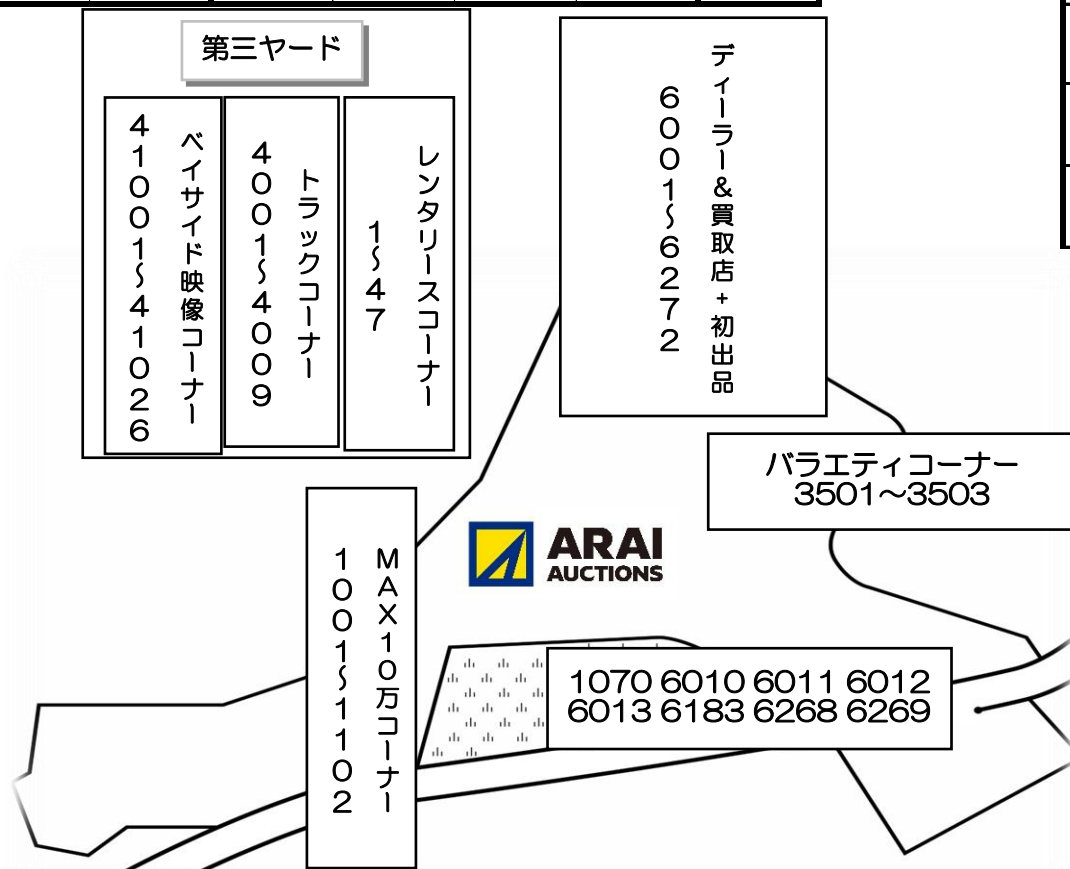 第三ヤード
レンタリースコーナー
1〜47
トラックコーナー
4001〜4009
ベイサイド映像コーナー
41001〜41026
ディーラー&買取店+初出品
6001〜6272
バラエティコーナー
3501〜3503
ARAI
AUCTIONS
MAX10万コーナー
1001〜1102
1070 6010 6011 6012
6013 6183 6268 6269